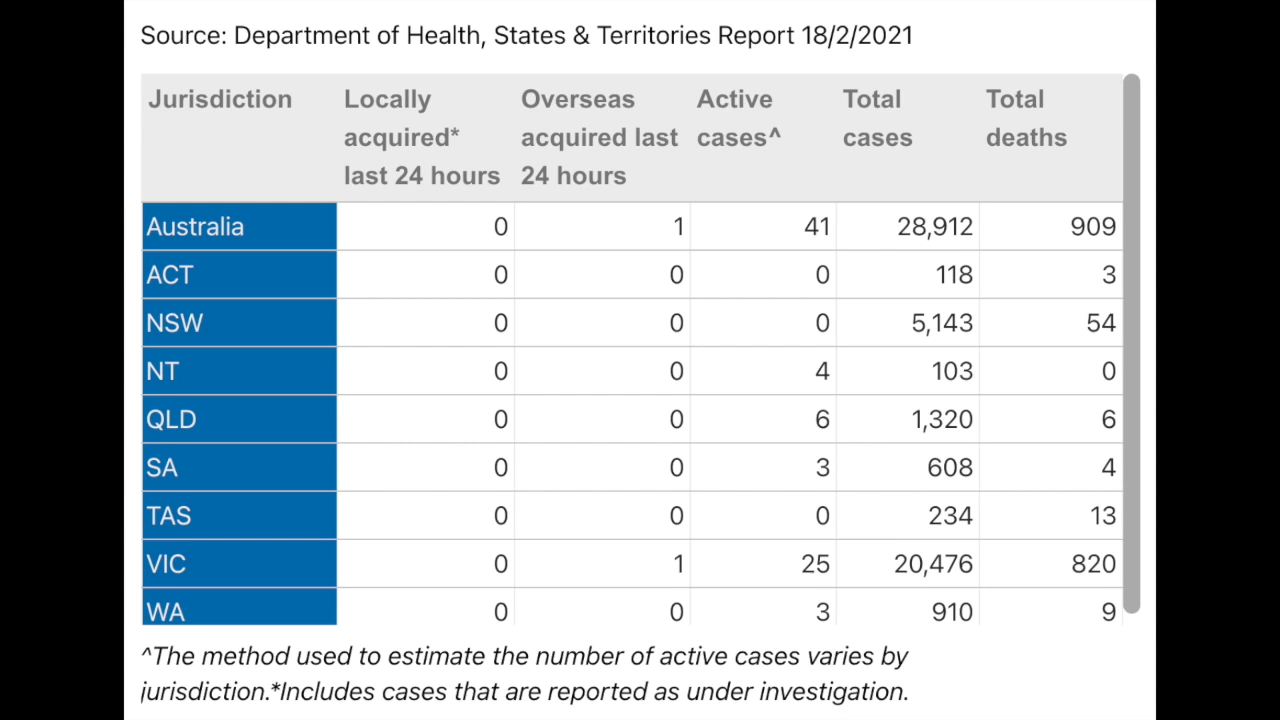 Source: Department of Health, States & Territories Report 18/2/2021
Jurisdiction Locally acquired* last 24 hours Overseas acquired last 24 hours Active cases^ Total cases Total deaths
Australia 0 1 41 28,912 909
ACT 0 0 0 118 3
NSW 0 0 0 5,143 54
NT 0 0 4 103 0
QLD 0 0 6 1,320 6
SA 0 0 3 608 4
TAS 0 0 0 234 13
VIC 0 1 25 20,476 820
WA 0 0 3 910 9
^The method used to estimate the number of active cases varies by
jurisdiction.*Includes cases that are reported as under investigation.